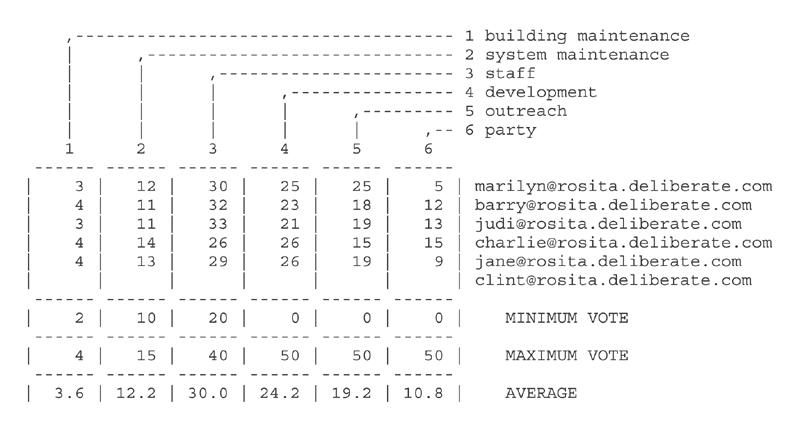 ,------------------------------------- 1 building maintenance
| ,------------------------------ 2 system maintenance
| | ,----------------------- 3 staff
| | | ,---------------- 4 development
| | | | ,--------- 5 outreach
| | | | | ,-- 6 party
1 2 3 4 5 6
------ ------ ------ ------ ------ ------
| 3 | 12 | 30 | 25 | 25 | 5 | marilyn@rosita.deliberate.com
| 4 | 11 | 32 | 23 | 18 | 12 | barry@rosita.deliberate.com
| 3 | 11 | 33 | 21 | 19 | 13 | judi@rosita.deliberate.com
| 4 | 14 | 26 | 26 | 15 | 15 | charlie@rosita.deliberate.com
| 4 | 13 | 29 | 26 | 19 | 9 | jane@rosita.deliberate.com
| | | | | | | clint@rosita.deliberate.com
------ ------ ------ ------ ------ ------
| 2 | 10 | 20 | 0 | 0 | 0 | MINIMUM VOTE
------ ------ ------ ------ ------ ------
| 4 | 15 | 40 | 50 | 50 | 50 | MAXIMUM VOTE
------ ------ ------ ------ ------ ------
| 3.6 | 12.2 | 30.0 | 24.2 | 19.2 | 10.8 | AVERAGE